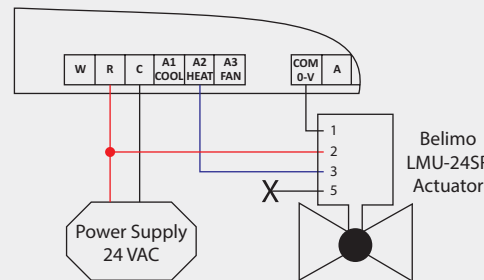 W R C A1 A2 A3 COM A
COOL HEAT FAN 0-V
1
2
3
5
X
Belimo
LMU-24SR
Actuator
Power Supply
24 VAC